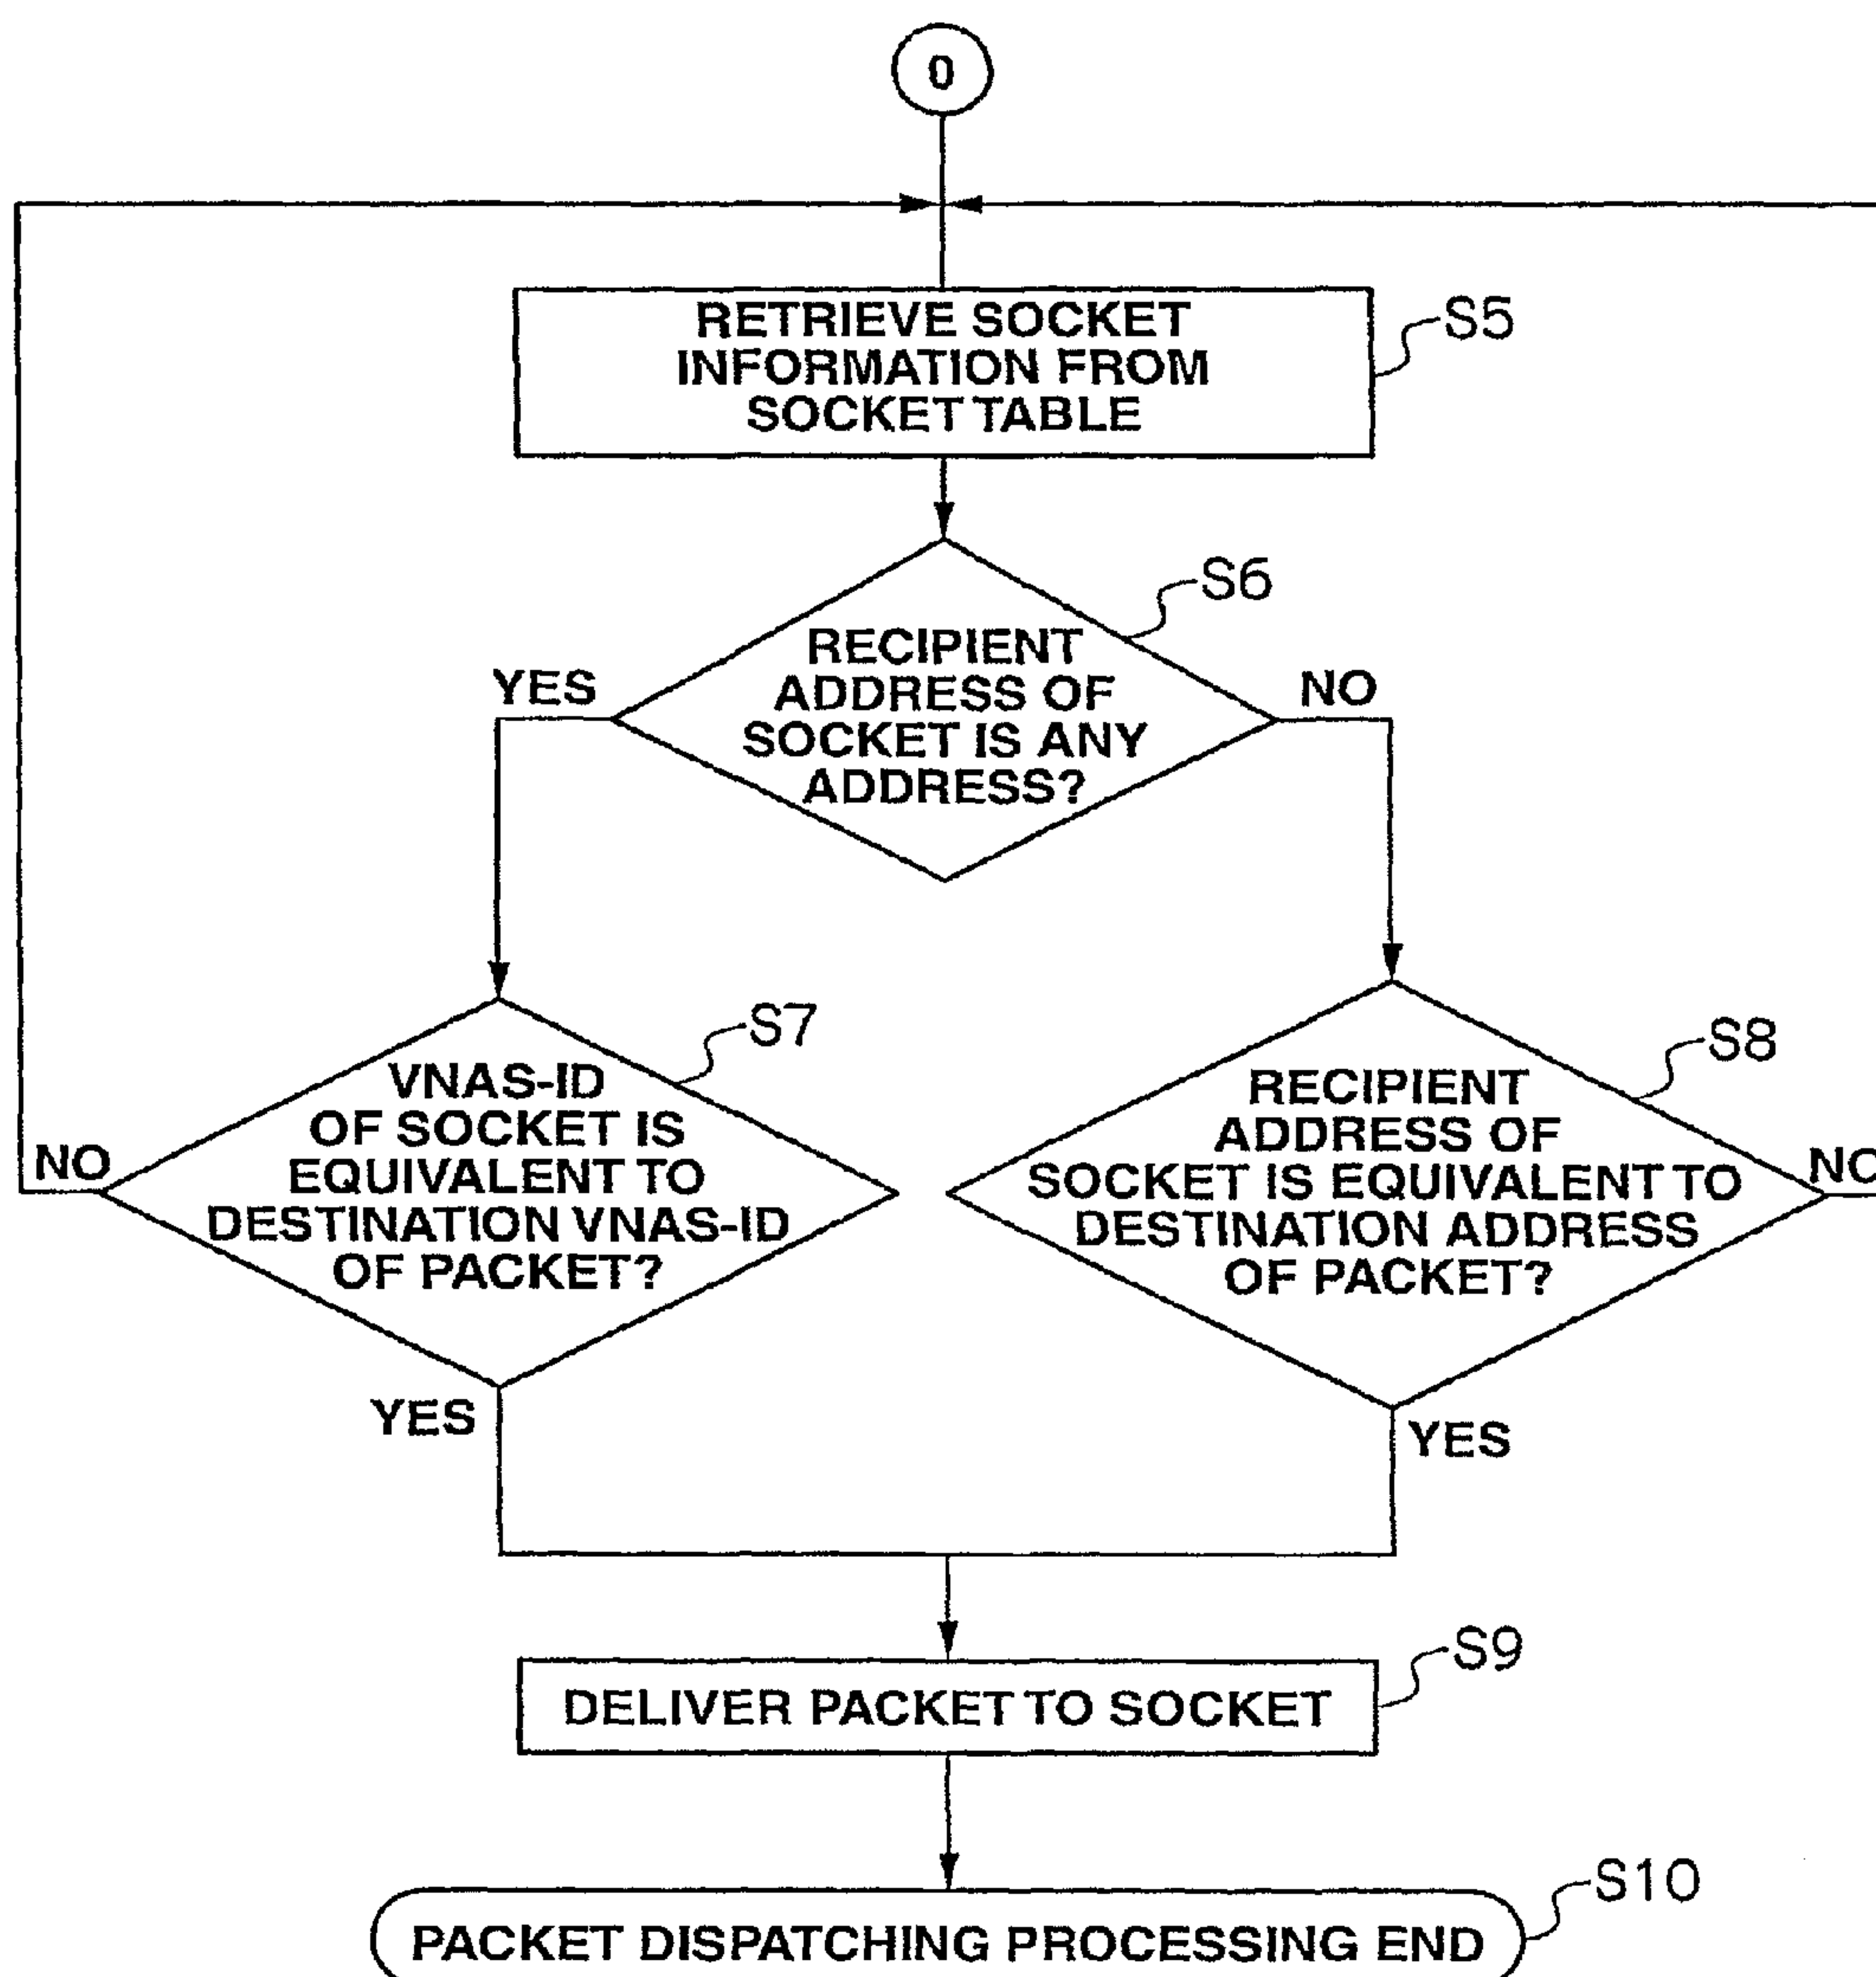 0
RETRIEVE SOCKET
INFORMATION FROM
SOCKET TABLE
S5
S6
RECIPIENT
ADDRESS OF
SOCKET IS ANY
ADDRESS?
YES
NO
S7
VNAS-ID
OF SOCKET IS
EQUIVALENT TO
DESTINATION VNAS-ID
OF PACKET?
NO
YES
S8
RECIPIENT
ADDRESS OF
SOCKET IS EQUIVALENT TO
DESTINATION ADDRESS
OF PACKET?
NO
YES
S9
DELIVER PACKET TO SOCKET
S10
PACKET DISPATCHING PROCESSING END